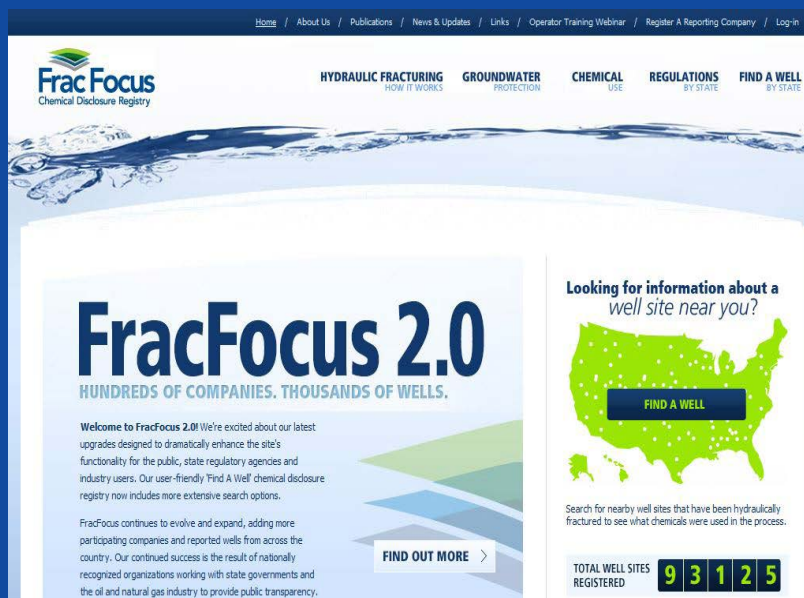 Home / About Us / Publications / News & Updates / Links / Operator Training Webinar / Register A Reporting Company / Log-in
FracFocus
Chemical Disclosure Registry
HYDRAULIC FRACTURING
HOW IT WORKS
GROUNDWATER
PROTECTION
CHEMICAL
USE
REGULATIONS
BY STATE
FIND A WELL
BY STATE
FracFocus 2.0
HUNDREDS OF COMPANIES. THOUSANDS OF WELLS.
Welcome to FracFocus 2.0! We're excited about our latest
upgrades designed to dramatically enhance the site's
functionality for the public, state regulatory agencies and
industry users. Our user-friendly 'Find A Well' chemical disclosure
registry now includes more extensive search options.
FracFocus continues to evolve and expand, adding more
participating companies and reported wells from across the
country. Our continued success is the result of nationally
recognized organizations working with state governments and
the oil and natural gas industry to provide public transparency.
FIND OUT MORE
Looking for information about a
well site near you?
FIND A WELL
Search for nearby well sites that have been hydraulically
fractured to see what chemicals were used in the process.
TOTAL WELL SITES
REGISTERED
93125